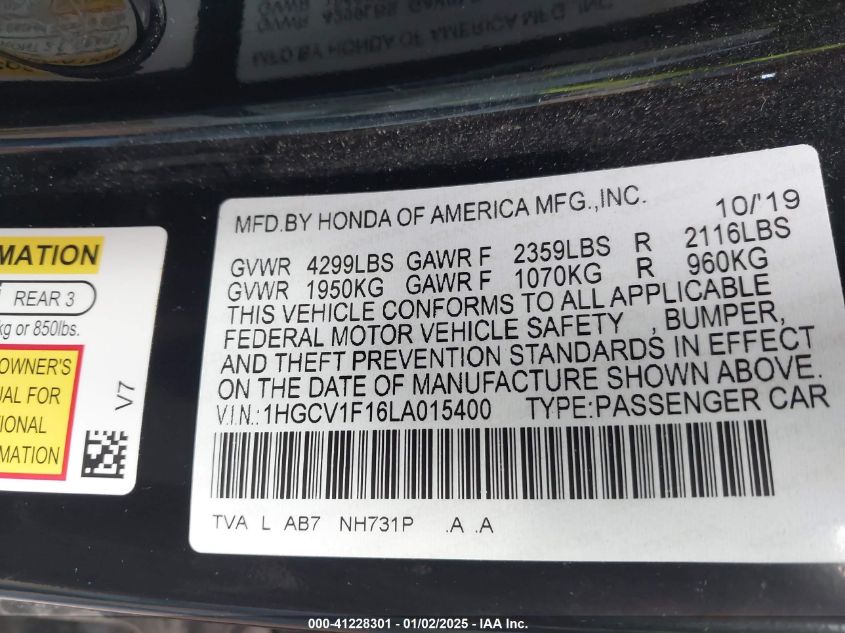 MFD.BY HONDA OF AMERICA MFG.,INC. 10/'19
GVWR 4299LBS GAWR F 2359LBS R 2116LBS
GVWR 1950KG GAWR F 1070KG R 960KG
THIS VEHICLE CONFORMS TO ALL APPLICABLE
FEDERAL MOTOR VEHICLE SAFETY , BUMPER,
AND THEFT PREVENTION STANDARDS IN EFFECT
ON THE DATE OF MANUFACTURE SHOWN ABOVE.
V.I.N.: 1HGCV1F16LA015400 TYPE:PASSENGER CAR
TVA L AB7 NH731P .A .A
MATION
REAR 3
kg or 850lbs.
OWNER'S
UAL FOR
TIONAL
MATION
V7
000-41228301 - 01/02/2025 - IAA Inc.